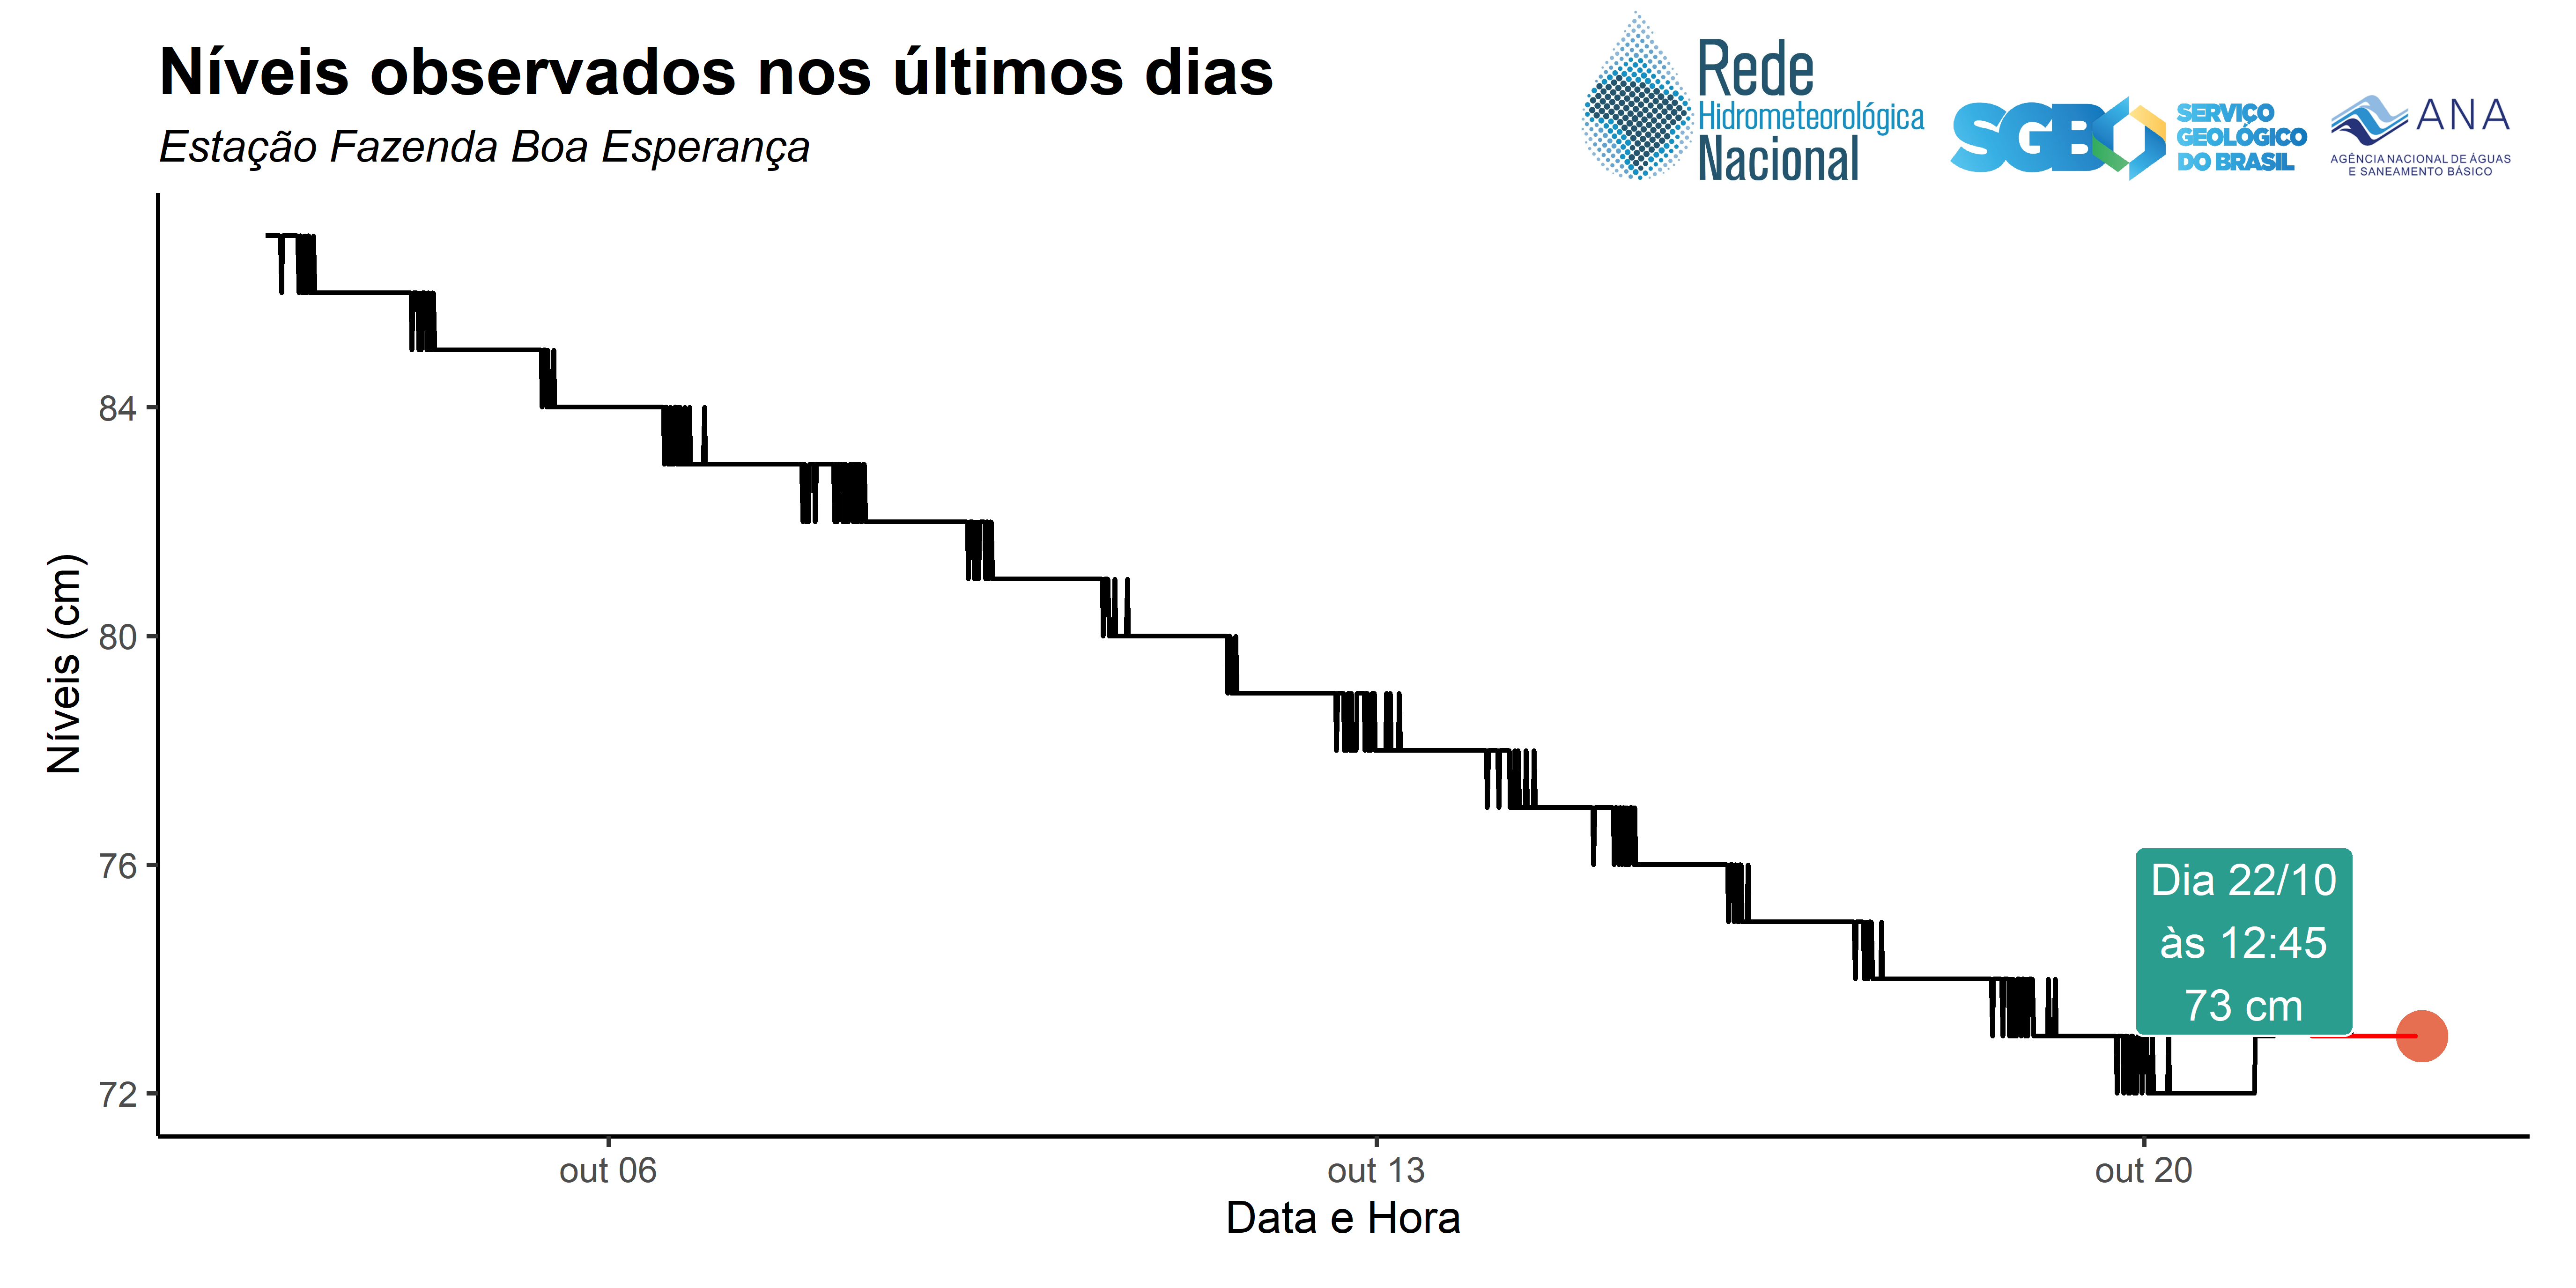 Níveis observados nos últimos dias
Estação Fazenda Boa Esperança
Rede
Hidrometeorológica
Nacional
SGB
SERVIÇO
GEOLÓGICO
DO BRASIL
ANA
AGÊNCIA NACIONAL DE ÁGUAS
E SANEAMENTO BÁSICO
Níveis (cm)
84
80
76
72
Dia 22/10
às 12:45
73 cm
out 06
out 13
out 20
Data e Hora